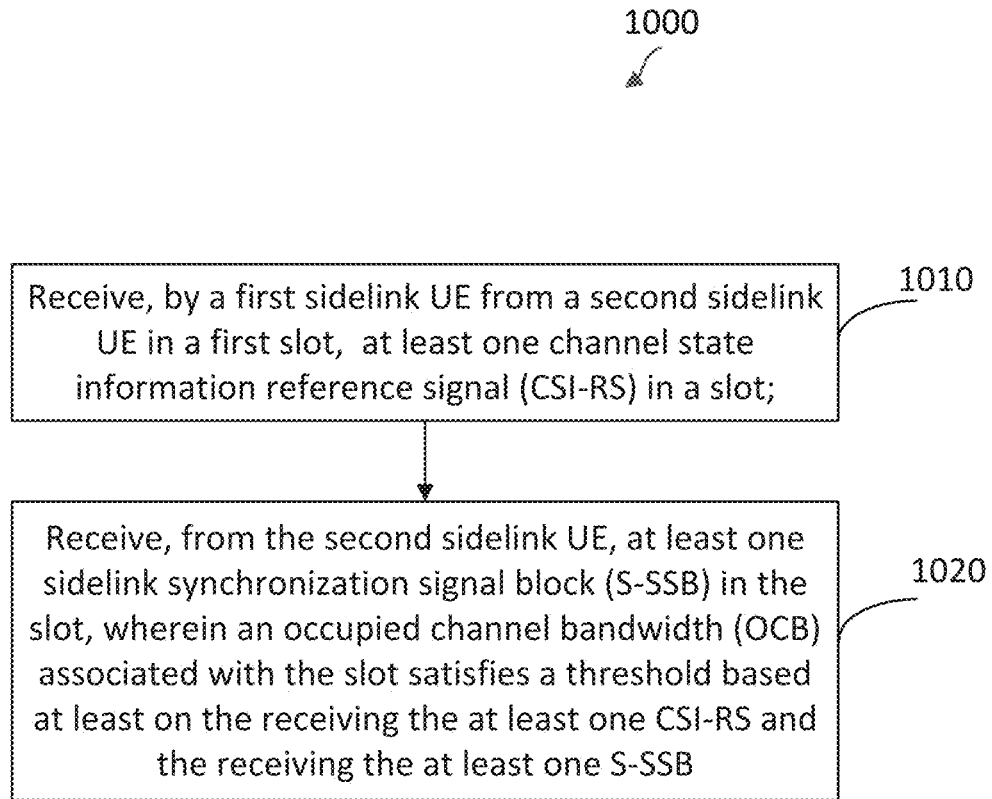 1000
Receive, by a first sidelink UE from a second sidelink
UE in a first slot, at least one channel state
information reference signal (CSI-RS) in a slot;
1010
Receive, from the second sidelink UE, at least one
sidelink synchronization signal block (S-SSB) in the
slot, wherein an occupied channel bandwidth (OCB)
associated with the slot satisfies a threshold based
at least on the receiving the at least one CSI-RS and
the receiving the at least one S-SSB
1020